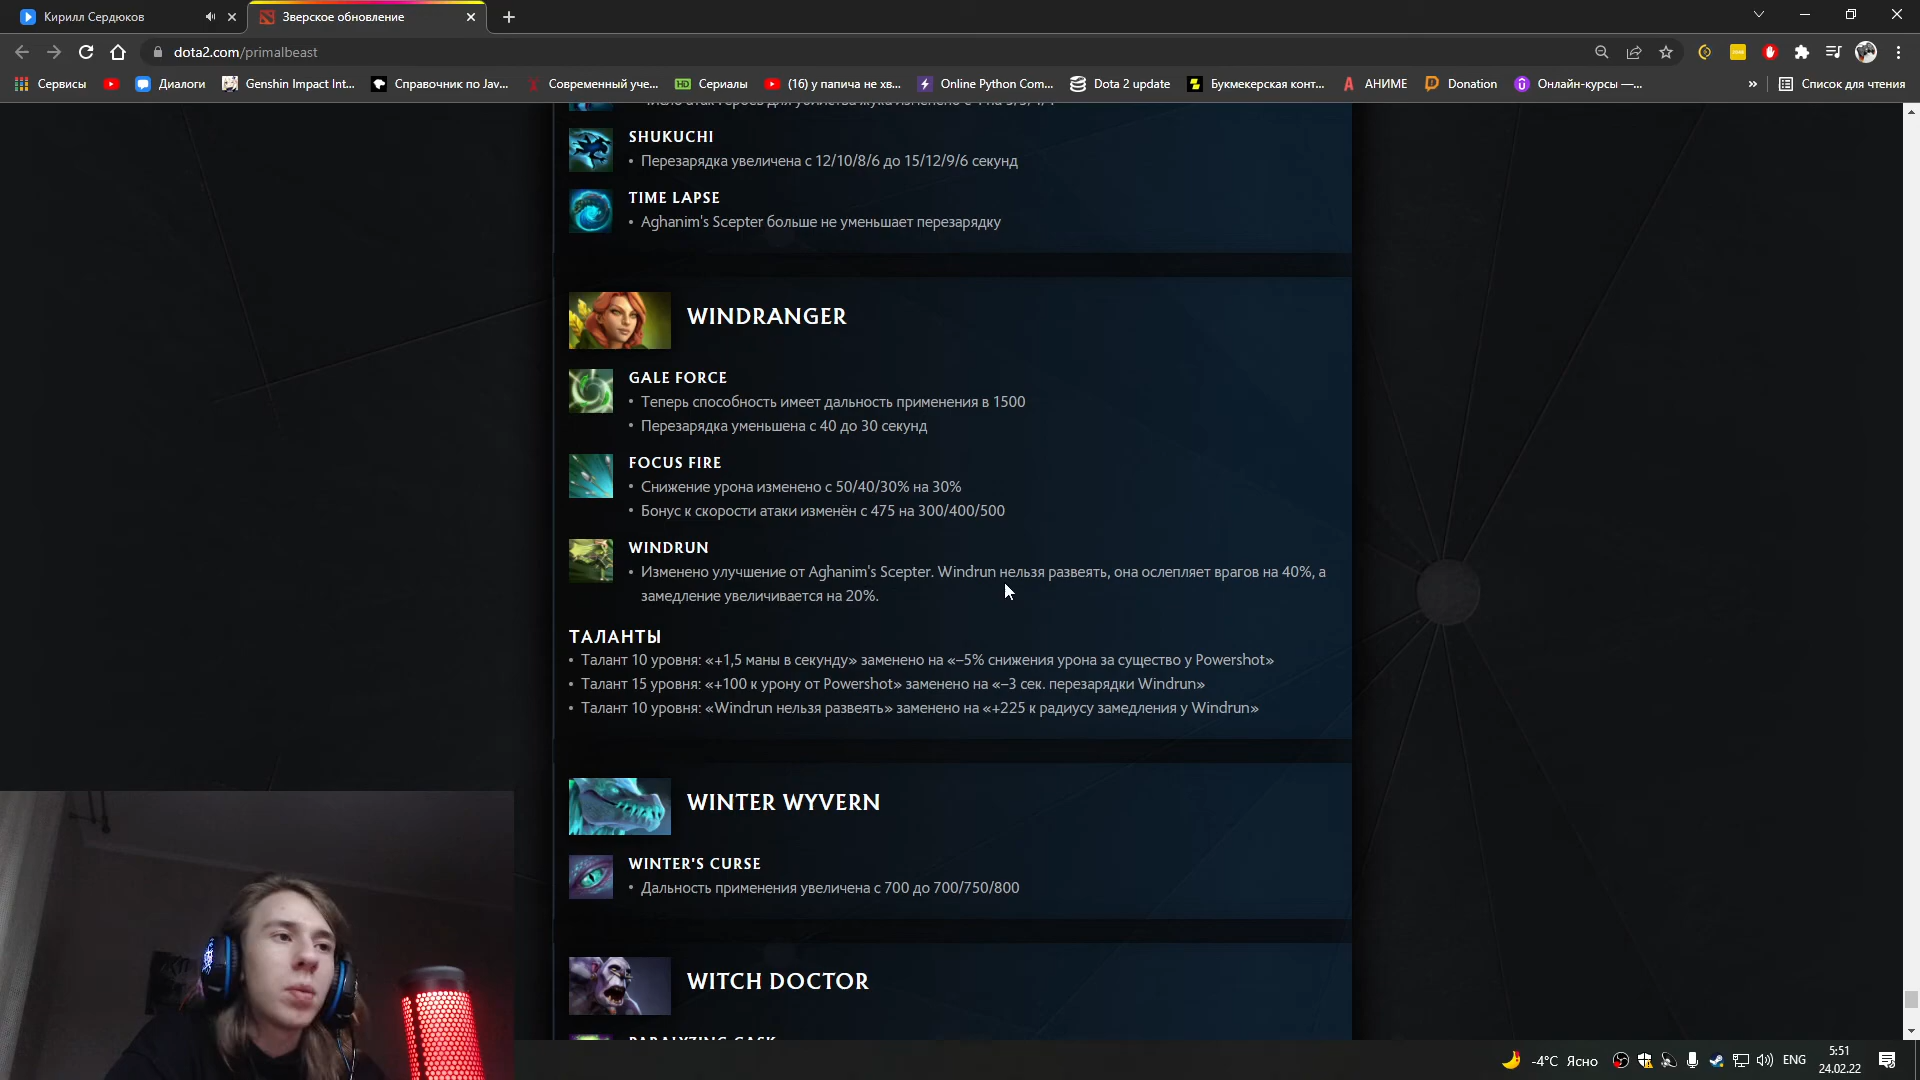 Кирилл Сердюков
Зверское обновление
dota2.com/primalbeast
Сервисы
Диалоги
Genshin Impact Int...
Справочник по Jav...
Современный уче...
HD Сериалы
(16) у папича не хв...
Online Python Com...
Dota 2 update
Букмекерская конт...
АНИМЕ
Donation
Онлайн-курсы —...
»
Список для чтения
SHUKUCHI
• Перезарядка увеличена с 12/10/8/6 до 15/12/9/6 секунд
TIME LAPSE
• Aghanim's Scepter больше не уменьшает перезарядку
WINDRANGER
GALE FORCE
• Теперь способность имеет дальность применения в 1500
• Перезарядка уменьшена с 40 до 30 секунд
FOCUS FIRE
• Снижение урона изменено с 50/40/30% на 30%
• Бонус к скорости атаки изменён с 475 на 300/400/500
WINDRUN
• Изменено улучшение от Aghanim's Scepter. Windrun нельзя развеять, она ослепляет врагов на 40%, а
замедление увеличивается на 20%.
ТАЛАНТЫ
• Талант 10 уровня: «+1,5 маны в секунду» заменено на «–5% снижения урона за существо у Powershot»
• Талант 15 уровня: «+100 к урону от Powershot» заменено на «–3 сек. перезарядки Windrun»
• Талант 10 уровня: «Windrun нельзя развеять» заменено на «+225 к радиусу замедления у Windrun»
WINTER WYVERN
WINTER'S CURSE
• Дальность применения увеличена с 700 до 700/750/800
WITCH DOCTOR
-4°C Ясно
ENG
5:51
24.02.22